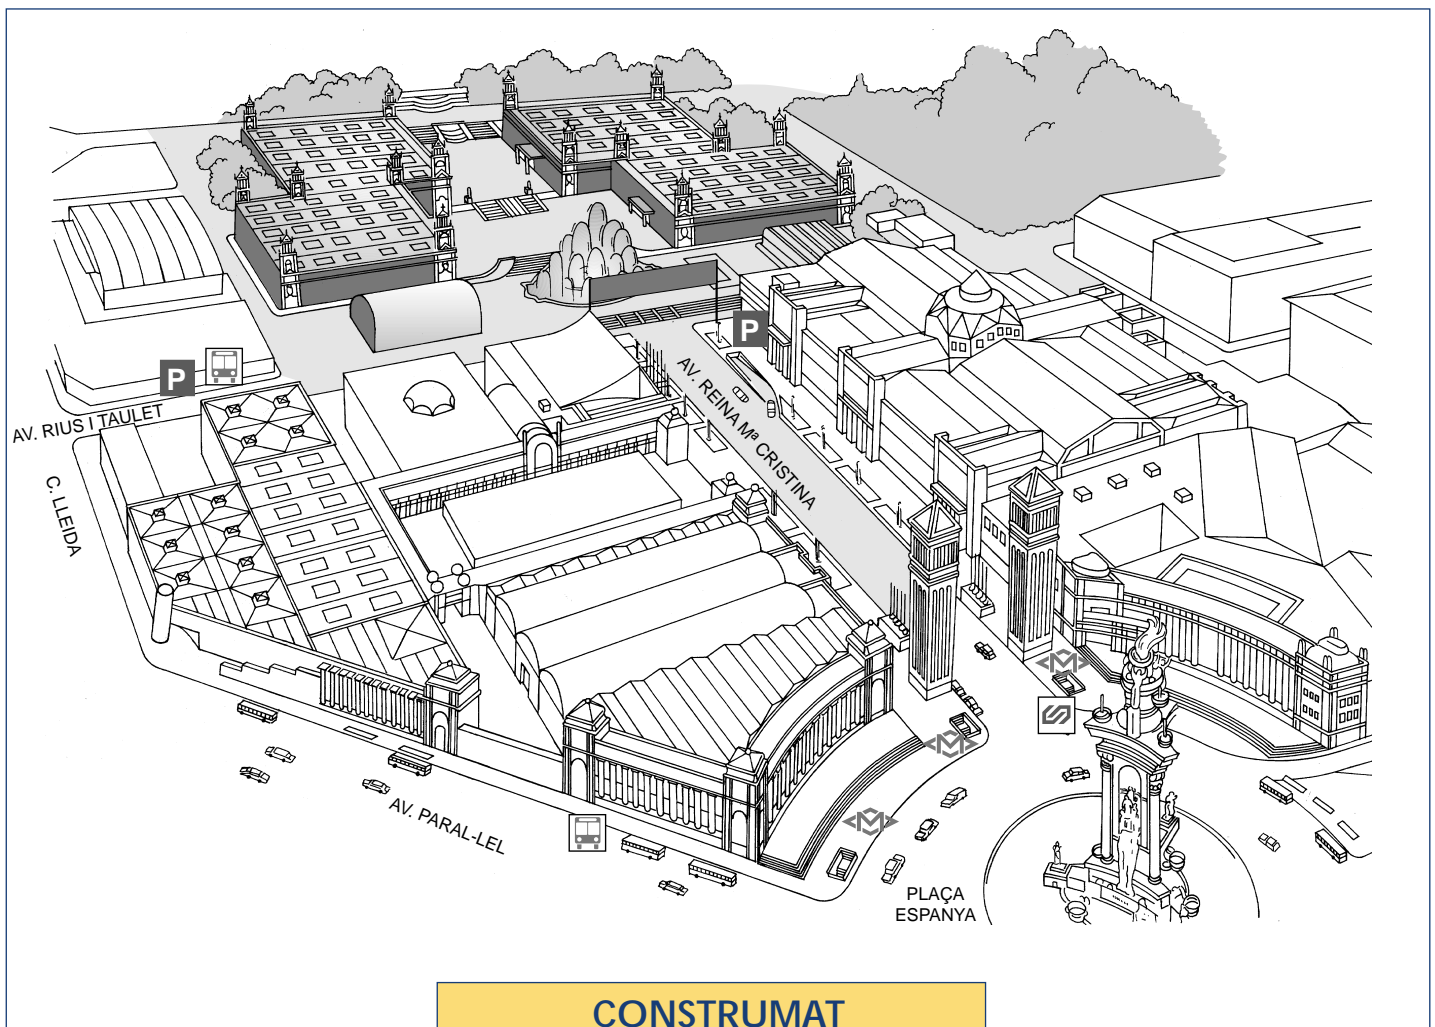 P
P
AV. REINA Mª CRISTINA
AV. RIUS I TAULET
C. LLEIDA
AV. PARAL-LEL
PLAÇA
ESPANYA
CONSTRUMAT